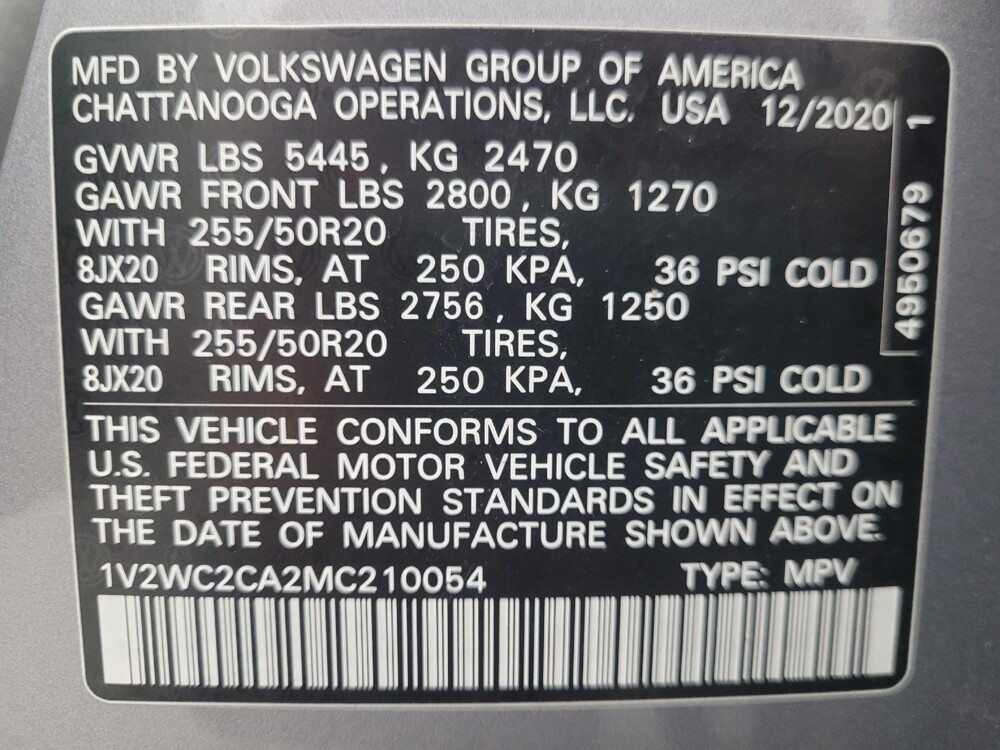 MFD BY VOLKSWAGEN GROUP OF AMERICA
CHATTANOOGA OPERATIONS, LLC. USA 12/2020
GVWR LBS 5445, KG 2470
GAWR FRONT LBS 2800, KG 1270
WITH 255/50R20 TIRES,
8JX20 RIMS, AT 250 KPA, 36 PSI COLD
GAWR REAR LBS 2756, KG 1250
WITH 255/50R20 TIRES,
8JX20 RIMS, AT 250 KPA, 36 PSI COLD
4950679 1
THIS VEHICLE CONFORMS TO ALL APPLICABLE
U.S. FEDERAL MOTOR VEHICLE SAFETY AND
THEFT PREVENTION STANDARDS IN EFFECT ON
THE DATE OF MANUFACTURE SHOWN ABOVE.
1V2WC2CA2MC210054 TYPE: MPV